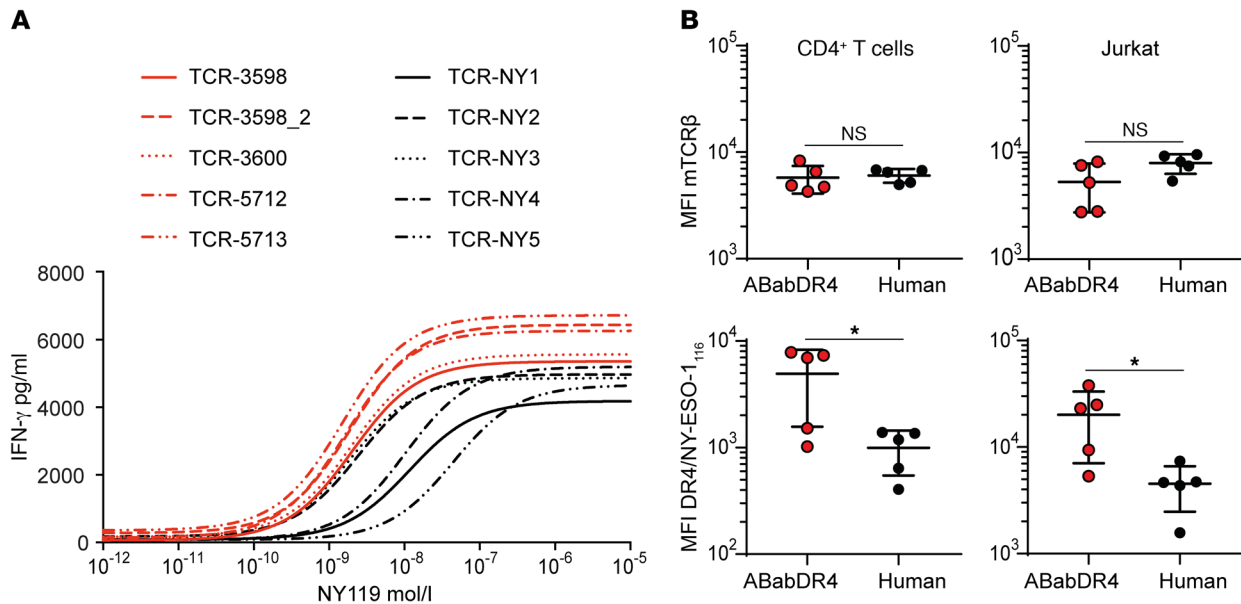 A
TCR-3598
TCR-3598_2
TCR-3600
TCR-5712
TCR-5713
TCR-NY1
TCR-NY2
TCR-NY3
TCR-NY4
TCR-NY5
IFN-γ pg/ml
8000
6000
4000
2000
0
10⁻¹² 10⁻¹¹ 10⁻¹⁰ 10⁻⁹ 10⁻⁸ 10⁻⁷ 10⁻⁶ 10⁻⁵
NY119 mol/l
B
CD4⁺ T cells
MFI mTCRβ
10⁵
10⁴
10³
NS
ABabDR4 Human
Jurkat
10⁵
10⁴
10³
NS
ABabDR4 Human
MFI DR4/NY-ESO-1₁₁₆
10⁴
10³
10²
*
ABabDR4 Human
10⁵
10⁴
10³
*
ABabDR4 Human